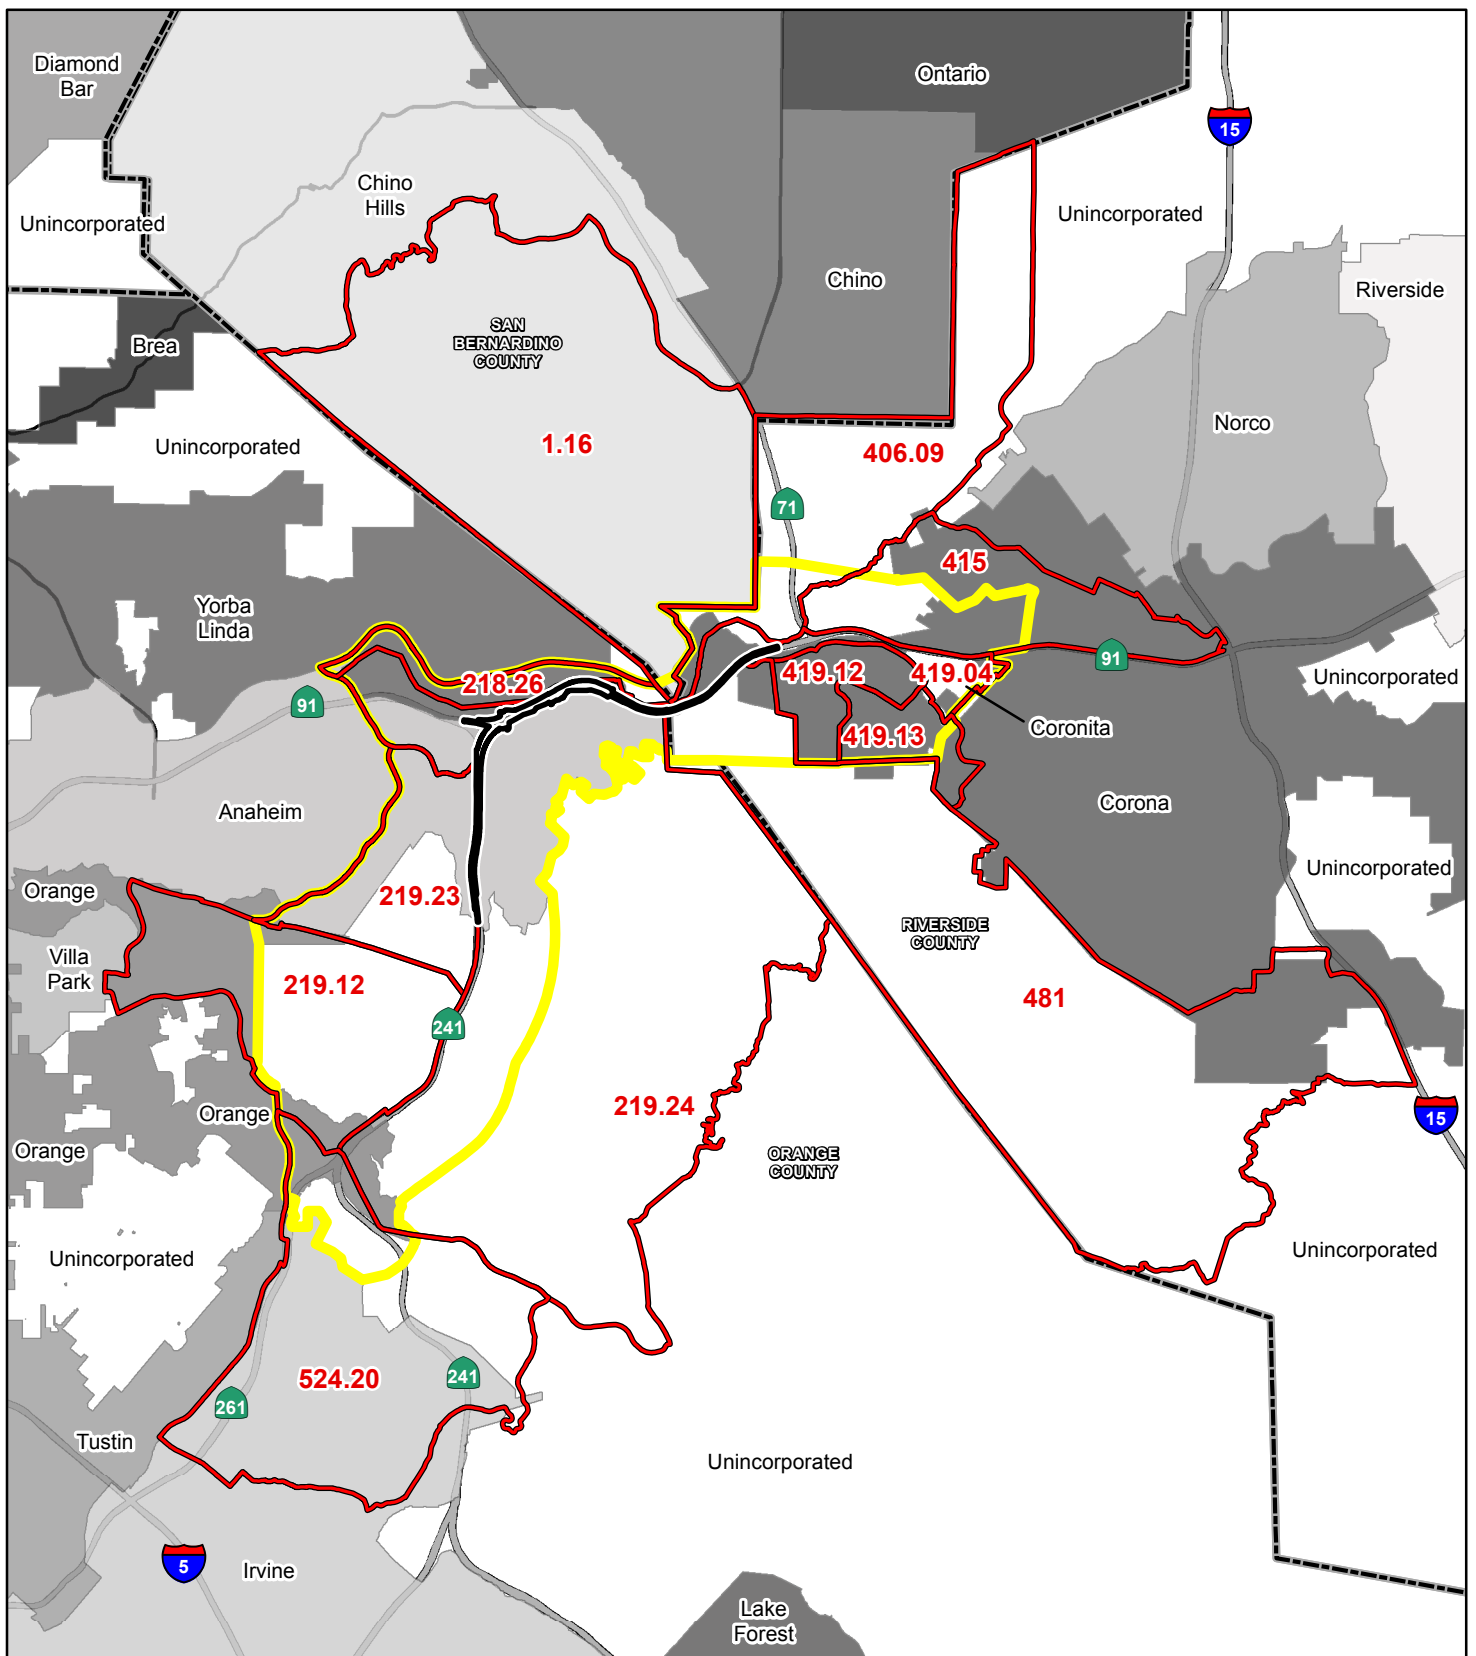 Diamond
Bar
Ontario
15
Chino
Hills
Unincorporated
Unincorporated
Chino
Riverside
SAN
BERNARDINO
COUNTY
Brea
Norco
Unincorporated
1.16
406.09
71
415
Yorba
Linda
91
218.26
419.12
419.04
Unincorporated
91
Coronita
419.13
Anaheim
Corona
Unincorporated
Orange
219.23
RIVERSIDE
COUNTY
Villa
Park
219.12
481
241
219.24
Orange
15
Orange
ORANGE
COUNTY
Unincorporated
Unincorporated
524.20
241
261
Tustin
Unincorporated
5
Irvine
Lake
Forest